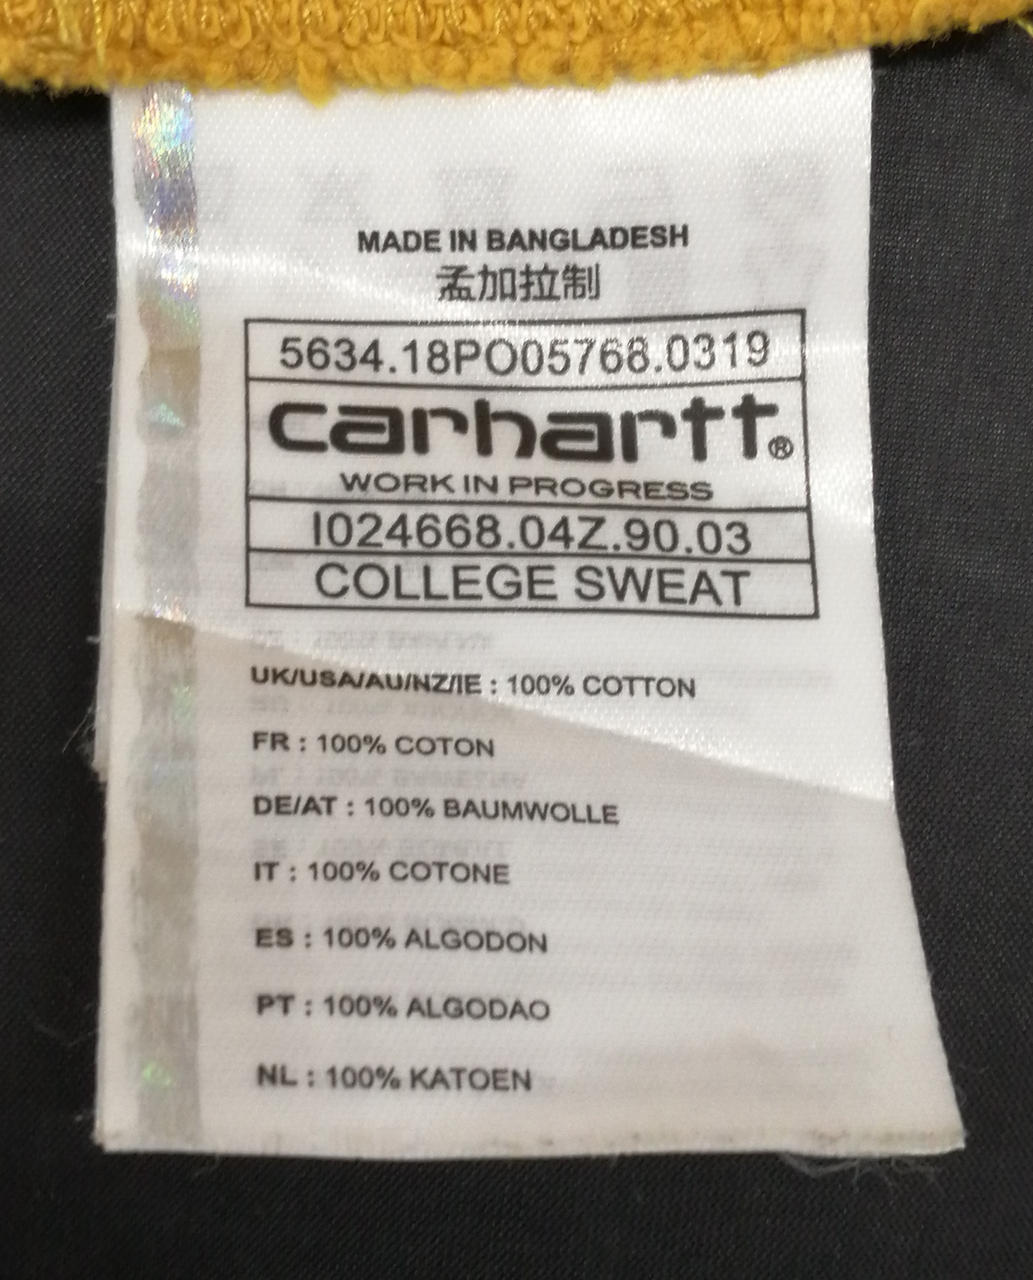 MADE IN BANGLADESH
孟加拉制
5634.18PO05768.0319
carhartt®
WORK IN PROGRESS
I024668.04Z.90.03
COLLEGE SWEAT
UK/USA/AU/NZ/IE : 100% COTTON
FR : 100% COTON
DE/AT : 100% BAUMWOLLE
IT : 100% COTONE
ES : 100% ALGODON
PT : 100% ALGODAO
NL : 100% KATOEN